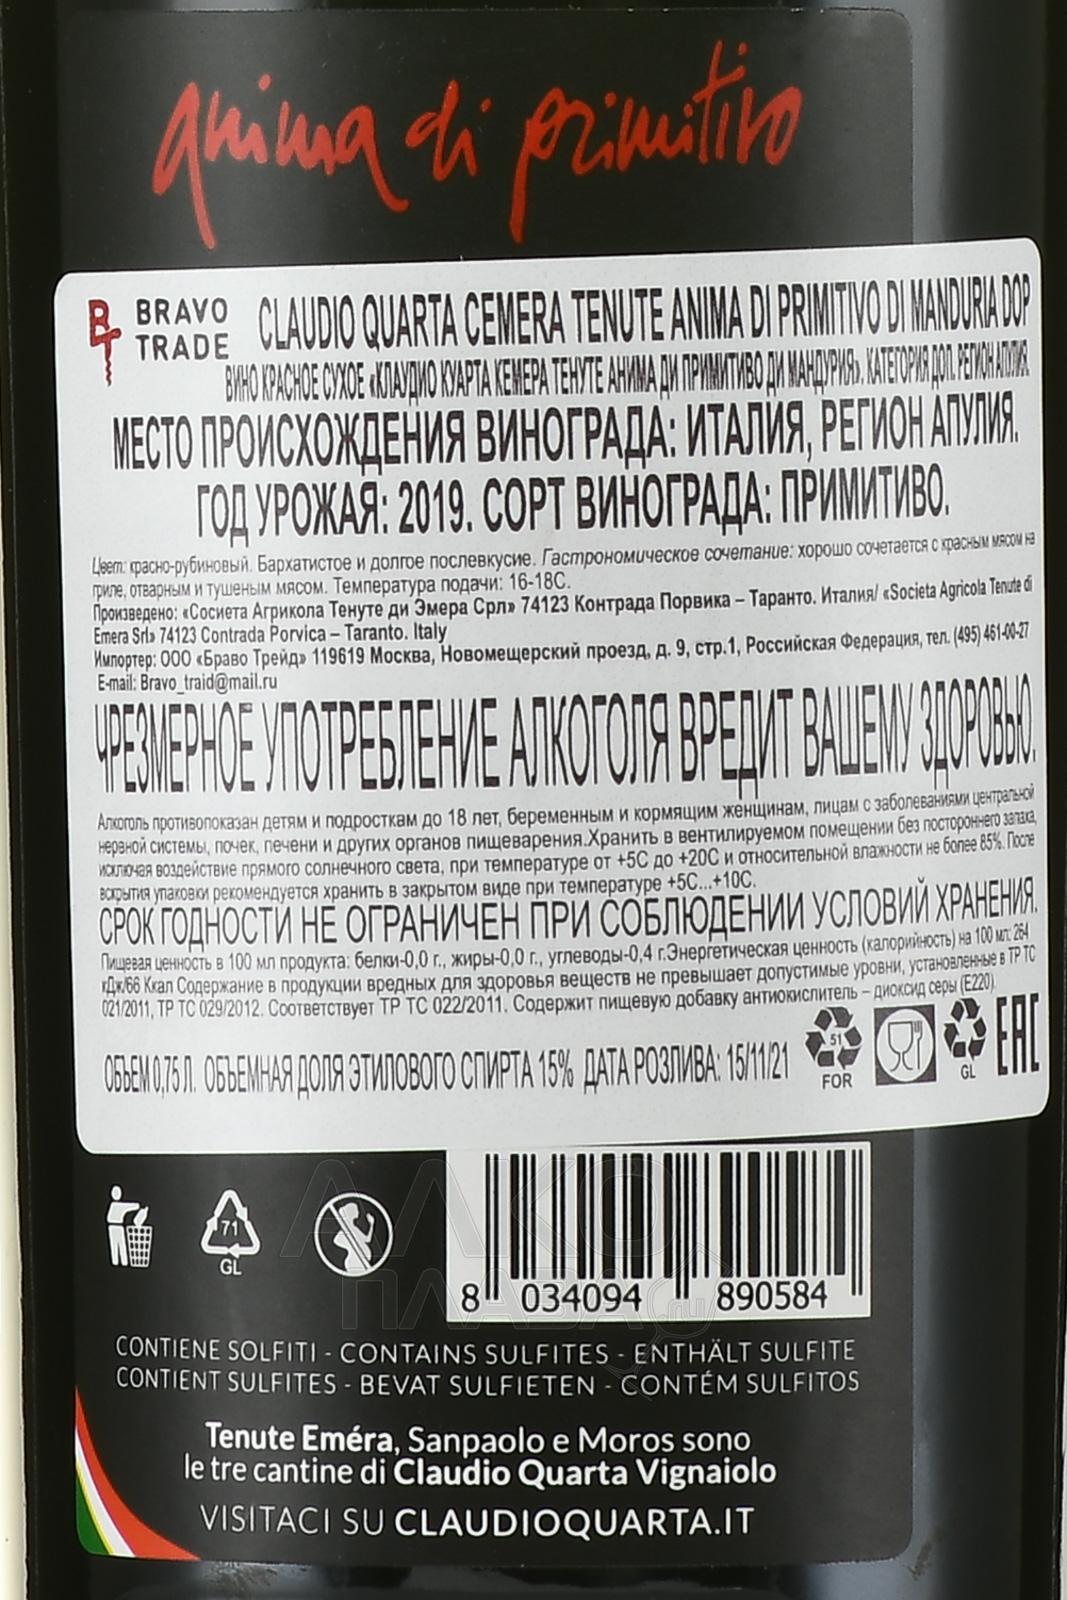 anima di primitivo
BRAVO TRADE
CLAUDIO QUARTA CEMERA TENUTE ANIMA DI PRIMITIVO DI MANDURIA DOP
ВИНО КРАСНОЕ СУХОЕ «КЛАУДИО КУАРТА КЕМЕРА ТЕНУТЕ АНИМА ДИ ПРИМИТИВО ДИ МАНДУРИЯ». КАТЕГОРИЯ ДОП. РЕГИОН АПУЛИЯ.
МЕСТО ПРОИСХОЖДЕНИЯ ВИНОГРАДА: ИТАЛИЯ, РЕГИОН АПУЛИЯ.
ГОД УРОЖАЯ: 2019. СОРТ ВИНОГРАДА: ПРИМИТИВО.
Цвет: красно-рубиновый. Бархатистое и долгое послевкусие. Гастрономическое сочетание: хорошо сочетается с красным мясом на
гриле, отварным и тушеным мясом. Температура подачи: 16-18С.
Произведено: «Сосиета Агрикола Тенуте ди Эмера Срл» 74123 Контрада Порвика – Таранто. Италия/ «Societa Agricola Tenute di
Emera Srl» 74123 Contrada Porvica – Taranto. Italy
Импортер: ООО «Браво Трейд» 119619 Москва, Новомещерский проезд, д. 9, стр.1, Российская Федерация, тел. (495) 461-00-27
E-mail: Bravo_traid@mail.ru
ЧРЕЗМЕРНОЕ УПОТРЕБЛЕНИЕ АЛКОГОЛЯ ВРЕДИТ ВАШЕМУ ЗДОРОВЬЮ.
Алкоголь противопоказан детям и подросткам до 18 лет, беременным и кормящим женщинам, лицам с заболеваниями центральной
нервной системы, почек, печени и других органов пищеварения.Хранить в вентилируемом помещении без постороннего запаха,
исключая воздействие прямого солнечного света, при температуре от +5С до +20С и относительной влажности не более 85%. После
вскрытия упаковки рекомендуется хранить в закрытом виде при температуре +5С...+10С.
СРОК ГОДНОСТИ НЕ ОГРАНИЧЕН ПРИ СОБЛЮДЕНИИ УСЛОВИЙ ХРАНЕНИЯ.
Пищевая ценность в 100 мл продукта: белки-0,0 г., жиры-0,0 г., углеводы-0,4 г.Энергетическая ценность (калорийность) на 100 мл: 264
кДж/66 Ккал Содержание в продукции вредных для здоровья веществ не превышает допустимые уровни, установленные в ТР ТС
021/2011, ТР ТС 029/2012. Соответствует ТР ТС 022/2011. Содержит пищевую добавку антиокислитель – диоксид серы (Е220).
ОБЪЕМ 0,75 Л. ОБЪЕМНАЯ ДОЛЯ ЭТИЛОВОГО СПИРТА 15% ДАТА РОЗЛИВА: 15/11/21
51 FOR
GL
EAC
71 GL
8 034094 890584
АЛКО ПЛАВА .ru
CONTIENE SOLFITI - CONTAINS SULFITES - ENTHÄLT SULFITE
CONTIENT SULFITES - BEVAT SULFIETEN - CONTÉM SULFITOS
Tenute Eméra, Sanpaolo e Moros sono
le tre cantine di Claudio Quarta Vignaiolo
VISITACI SU CLAUDIOQUARTA.IT